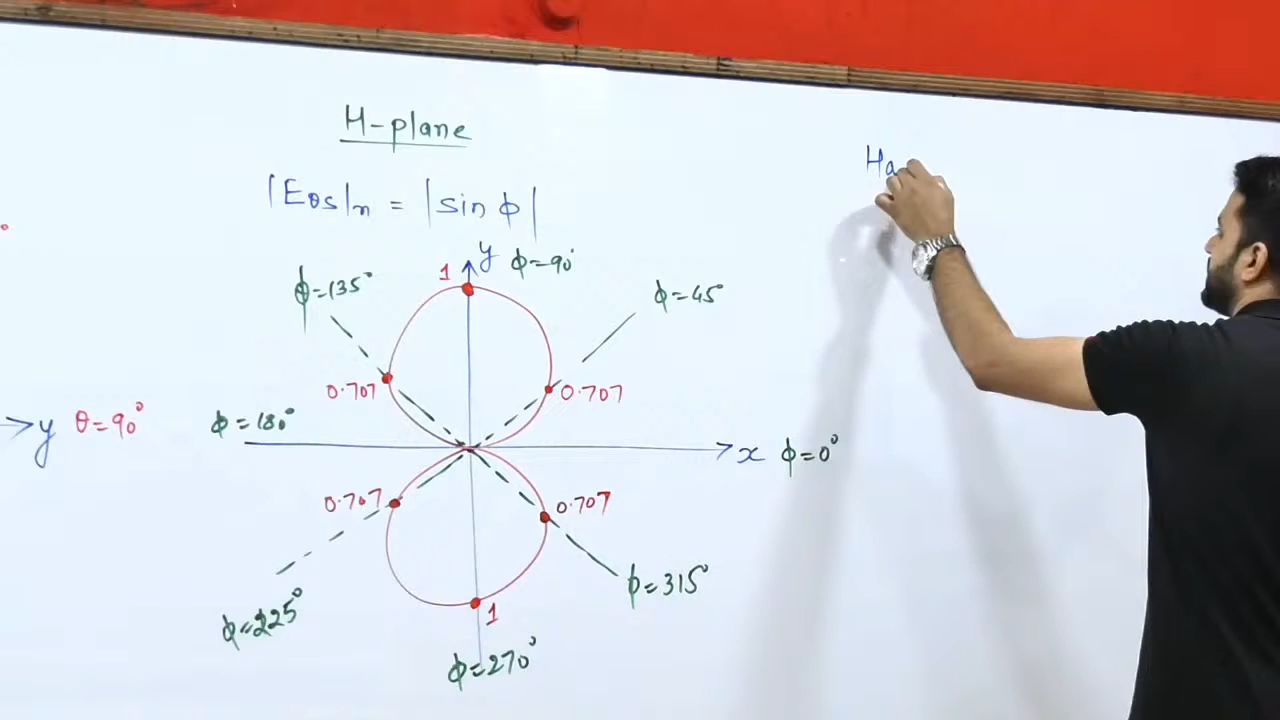 H-plane
|Eθs|n = |sin ϕ|
1 y ϕ=90°
ϕ=135° ϕ=45°
0.707 0.707
y θ=90° ϕ=180° x ϕ=0°
0.707 0.707
ϕ=225° ϕ=315°
1
ϕ=270°
Ha